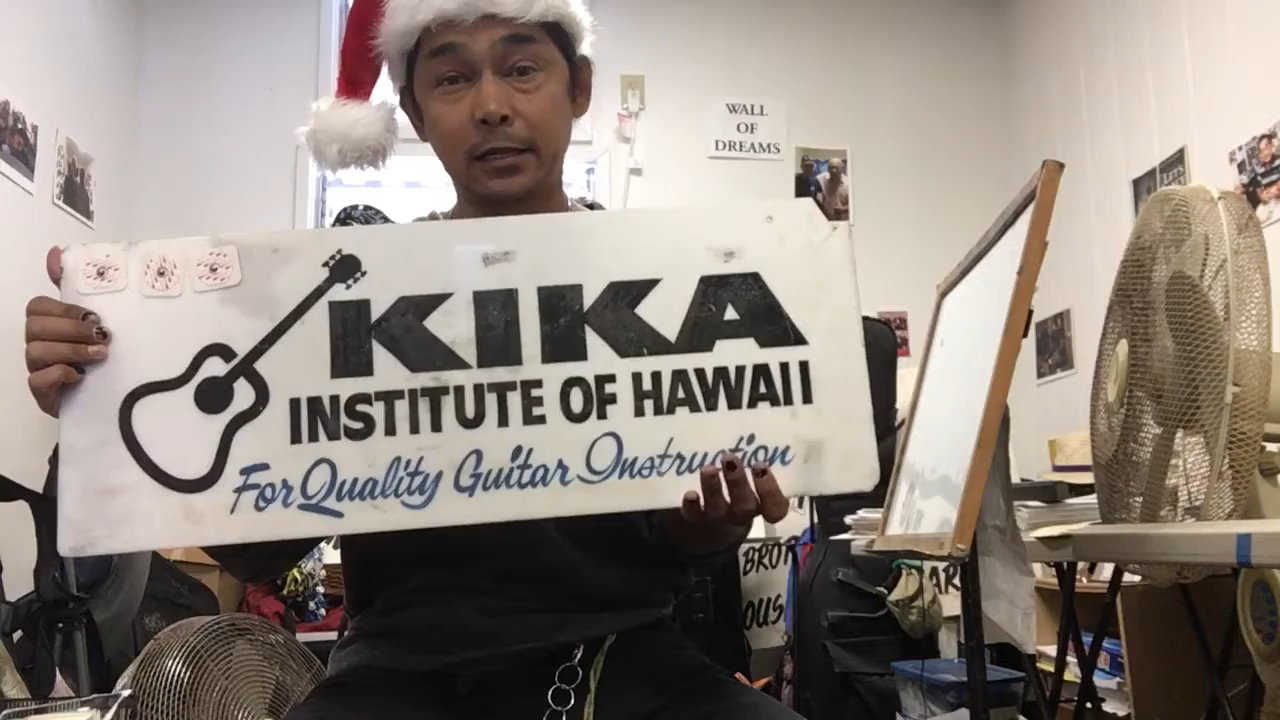 WALL
OF
DREAMS
KIKA
INSTITUTE OF HAWAII
For Quality Guitar Instruction